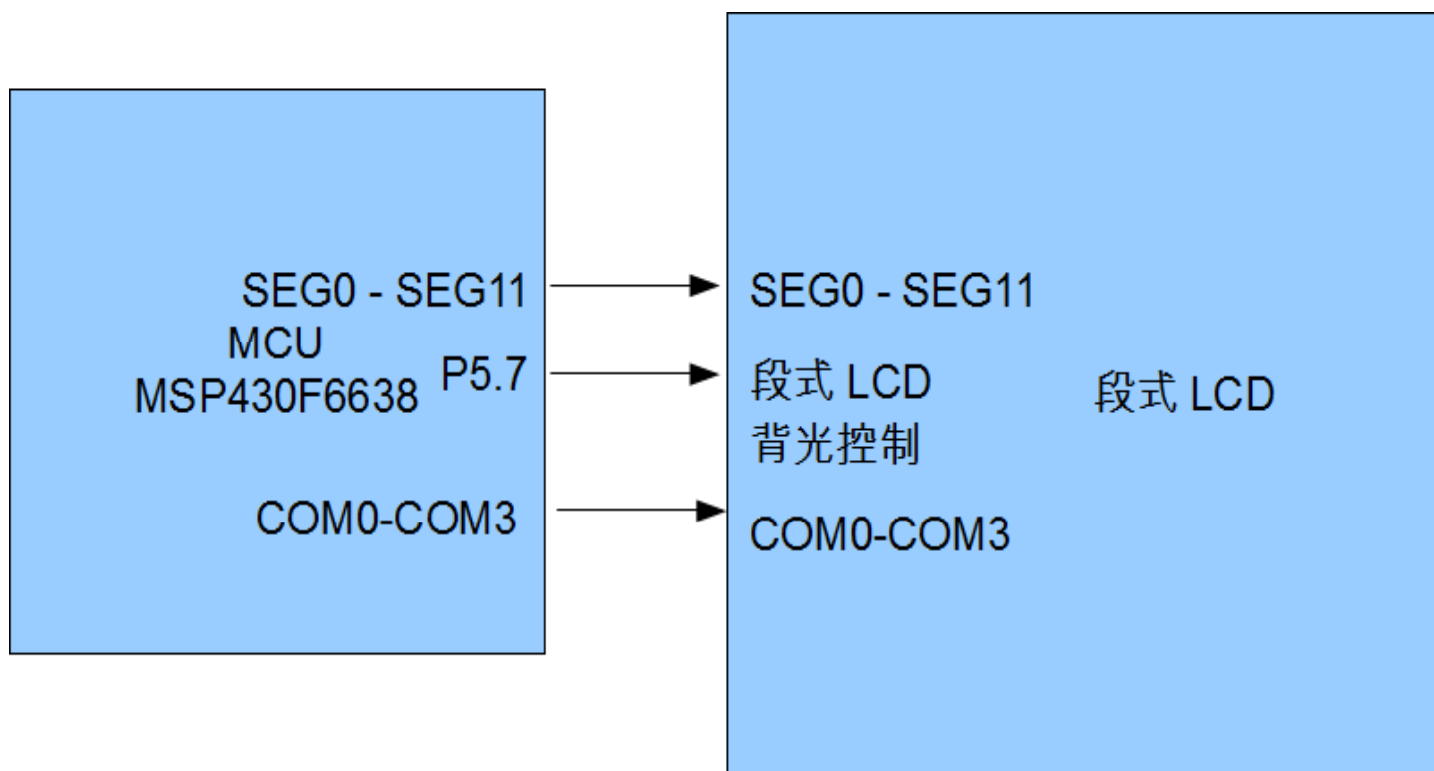 SEG0 - SEG11
MCU
MSP430F6638
P5.7
COM0-COM3
SEG0 - SEG11
段式 LCD
背光控制
COM0-COM3
段式 LCD